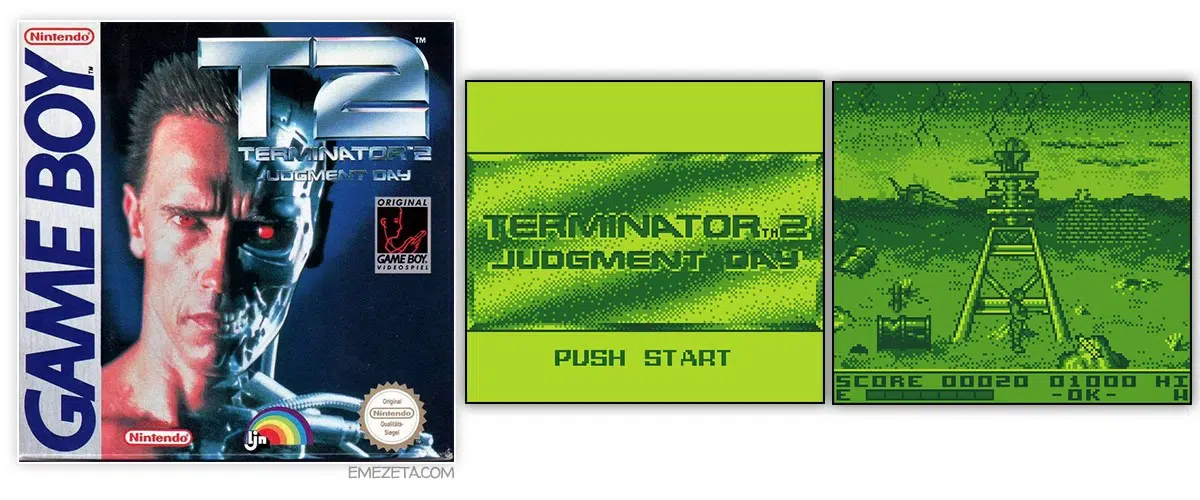 Nintendo
GAME BOY
TM
T2
TM
TERMINATOR 2
JUDGMENT DAY
ORIGINAL
GAME BOY
VIDEOSPIEL
Original
Nintendo
Qualitäts-
Siegel
Nintendo
ljn
EMEZETA.COM
TERMINATOR TM 2
JUDGMENT DAY
PUSH START
SCORE 00020 01000 HI
E -OK- W